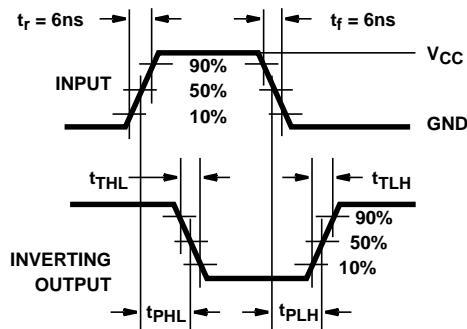 t_r = 6ns
t_f = 6ns
V_CC
90%
INPUT
50%
10%
GND
t_THL
t_TLH
90%
50%
INVERTING
OUTPUT
10%
t_PHL
t_PLH